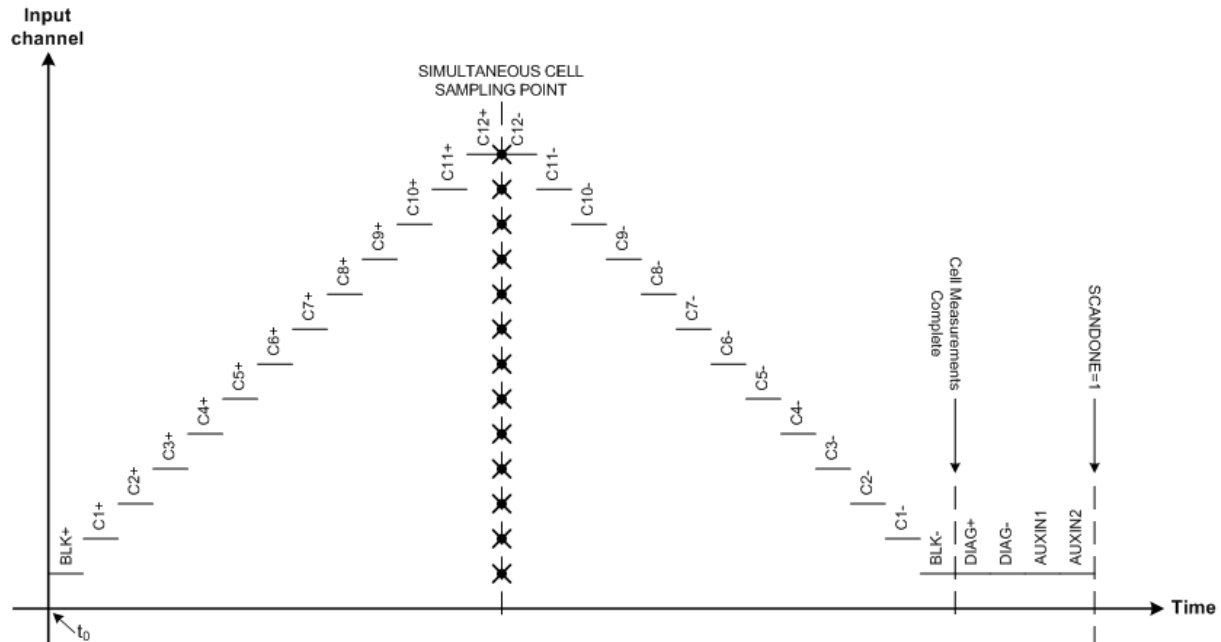 Input
channel
SIMULTANEOUS CELL
SAMPLING POINT
BLK+
C1+
C2+
C3+
C4+
C5+
C6+
C7+
C8+
C9+
C10+
C11+
C12+
C12-
C11-
C10-
C9-
C8-
C7-
C6-
C5-
C4-
C3-
C2-
C1-
BLK-
Cell Measurements
Complete
DIAG+
DIAG-
AUXIN1
AUXIN2
SCANDONE=1
Time
t0